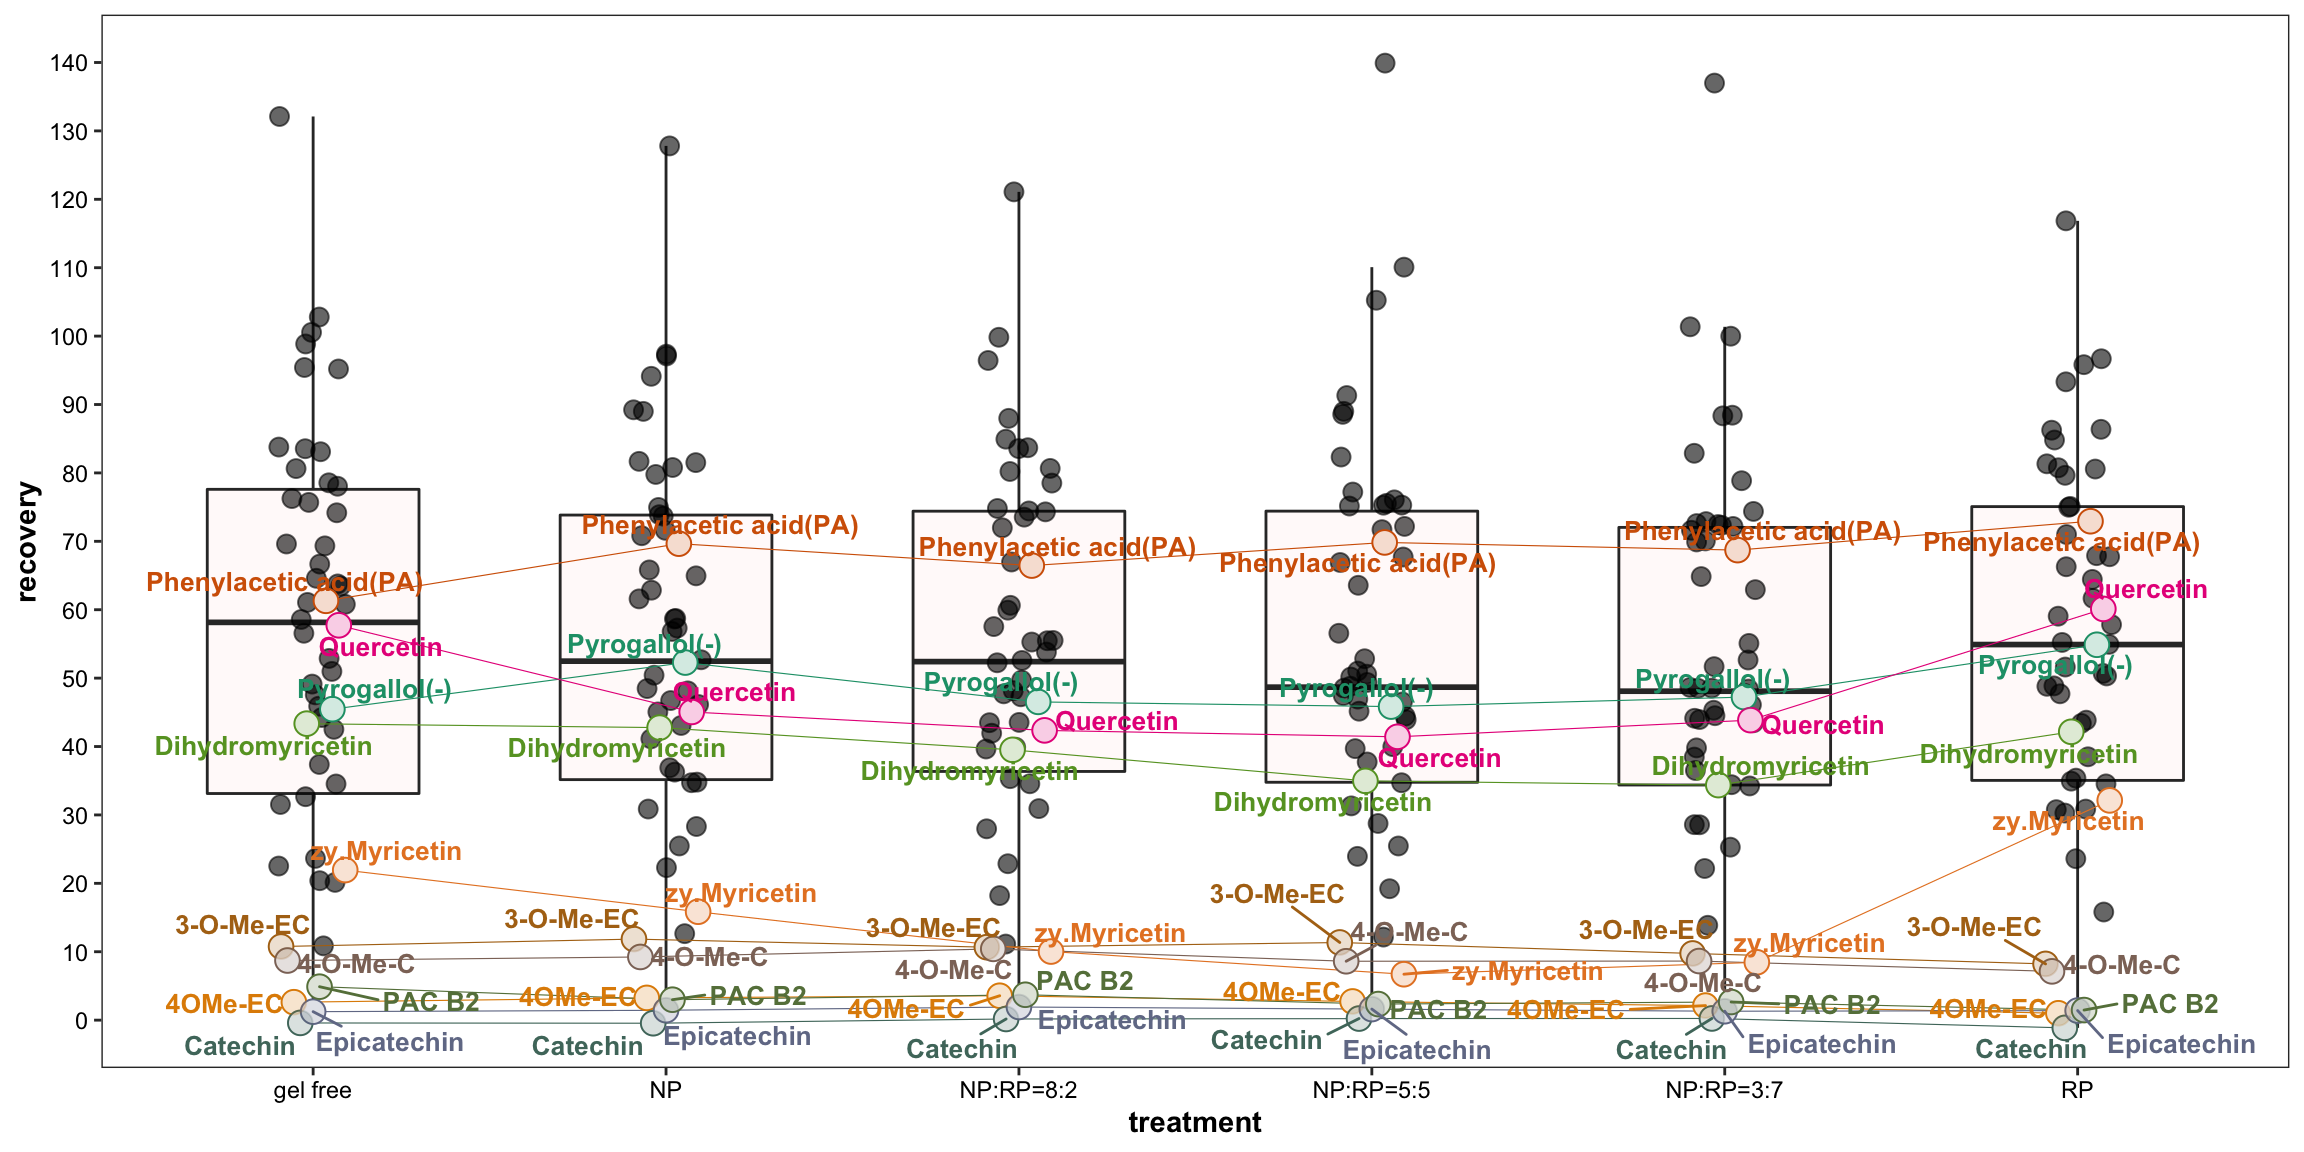 recovery
140
130
120
110
100
90
80
70
60
50
40
30
20
10
0
Phenylacetic acid(PA)
Quercetin
Pyrogallol(-)
Dihydromyricetin
zy.Myricetin
3-O-Me-EC
4-O-Me-C
4OMe-EC
PAC B2
Catechin
Epicatechin
Phenylacetic acid(PA)
Pyrogallol(-)
Quercetin
Dihydromyricetin
zy.Myricetin
3-O-Me-EC
4-O-Me-C
4OMe-EC
PAC B2
Catechin
Epicatechin
Phenylacetic acid(PA)
Pyrogallol(-)
Quercetin
Dihydromyricetin
3-O-Me-EC
zy.Myricetin
4-O-Me-C
PAC B2
4OMe-EC
Catechin
Epicatechin
Phenylacetic acid(PA)
Pyrogallol(-)
Quercetin
Dihydromyricetin
3-O-Me-EC
4-O-Me-C
zy.Myricetin
4OMe-EC
PAC B2
Catechin
Epicatechin
Phenylacetic acid(PA)
Pyrogallol(-)
Quercetin
Dihydromyricetin
3-O-Me-EC
zy.Myricetin
4-O-Me-C
4OMe-EC
PAC B2
Catechin
Epicatechin
Phenylacetic acid(PA)
Quercetin
Pyrogallol(-)
Dihydromyricetin
zy.Myricetin
3-O-Me-EC
4-O-Me-C
4OMe-EC
PAC B2
Catechin
Epicatechin
gel free
NP
NP:RP=8:2
NP:RP=5:5
NP:RP=3:7
RP
treatment